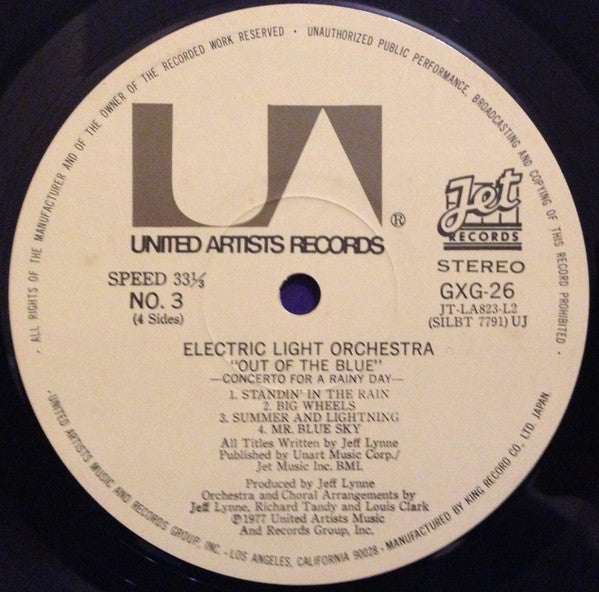 · ALL RIGHTS OF THE MANUFACTURER AND OF THE OWNER OF THE RECORDED WORK RESERVED · UNAUTHORIZED PUBLIC PERFORMANCE, BROADCASTING AND COPYING OF THIS RECORD PROHIBITED ·
UA®
UNITED ARTISTS RECORDS
Jet
RECORDS
SPEED 33⅓
NO. 3
(4 Sides)
STEREO
GXG-26
JT-LA823-L2
(SILBT 7791) UJ
ELECTRIC LIGHT ORCHESTRA
"OUT OF THE BLUE"
—CONCERTO FOR A RAINY DAY—
1. STANDIN' IN THE RAIN
2. BIG WHEELS
3. SUMMER AND LIGHTNING
4. MR. BLUE SKY
All Titles Written by Jeff Lynne
Published by Unart Music Corp./
Jet Music Inc. BMI.
Produced by Jeff Lynne
Orchestra and Choral Arrangements by
Jeff Lynne, Richard Tandy and Louis Clark
℗1977 United Artists Music
And Records Group, Inc.
·UNITED ARTISTS MUSIC AND RECORDS GROUP, INC. · LOS ANGELES, CALIFORNIA 90028 · MANUFACTURED BY KING RECORD CO., LTD. JAPAN.